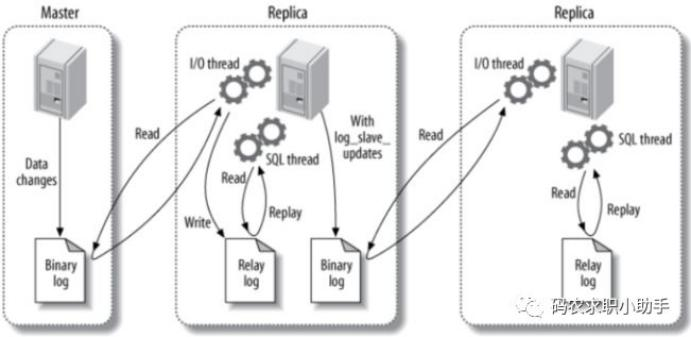 Master
Replica
Replica
I/O thread
I/O thread
With
log_slave_
updates
Read
Read
SQL thread
SQL thread
Data
changes
Read
Replay
Read
Replay
Write
Binary
log
Relay
log
Binary
log
Relay
log
码农求职小助手